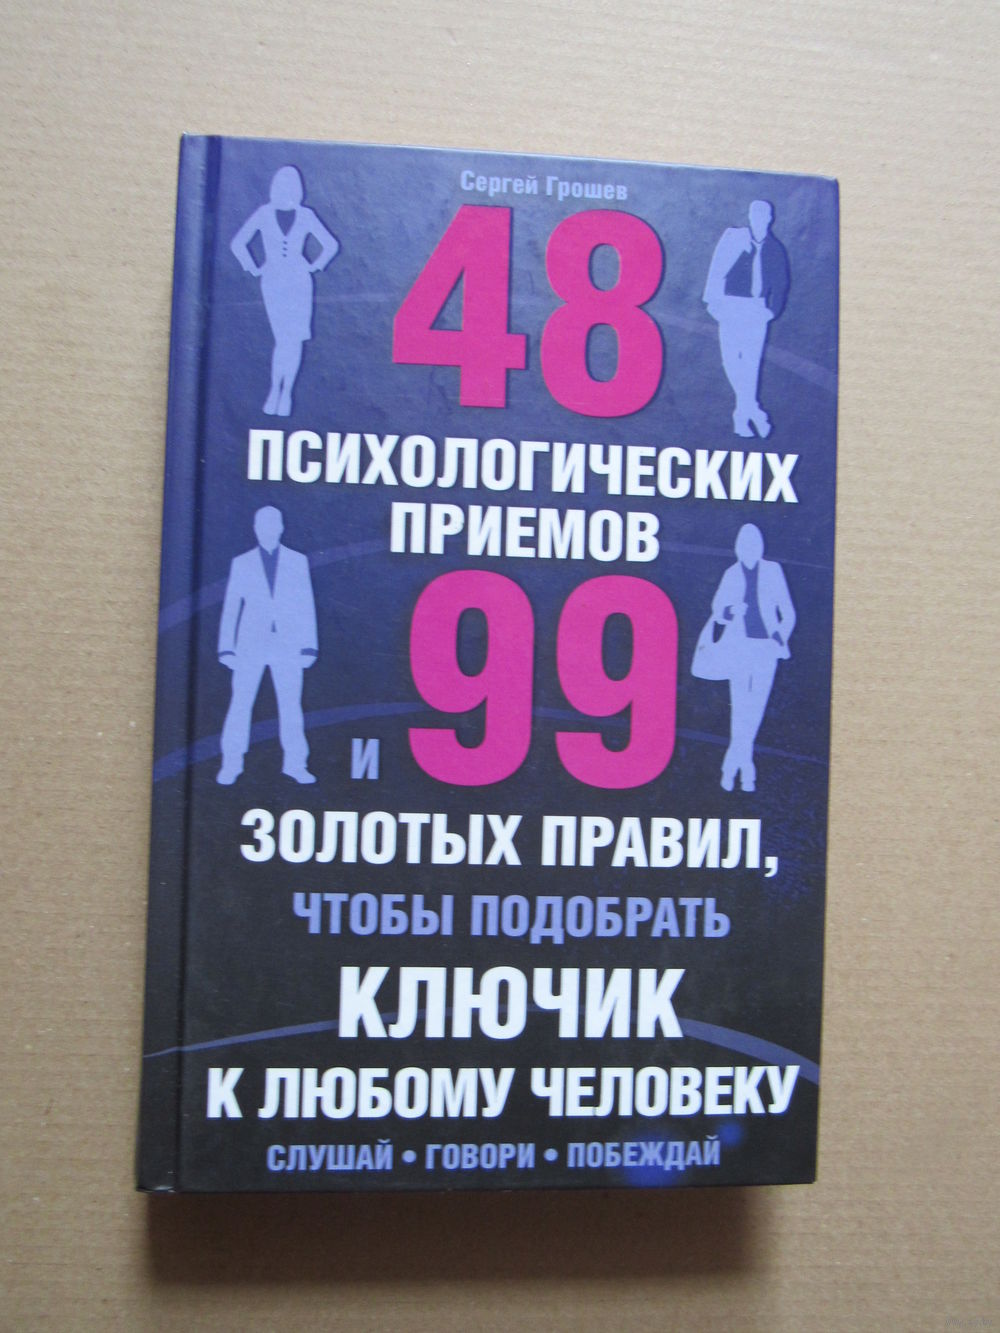 Сергей Грошев
48
ПСИХОЛОГИЧЕСКИХ
ПРИЕМОВ
и 99
ЗОЛОТЫХ ПРАВИЛ,
ЧТОБЫ ПОДОБРАТЬ
КЛЮЧИК
К ЛЮБОМУ ЧЕЛОВЕКУ
СЛУШАЙ • ГОВОРИ • ПОБЕЖДАЙ